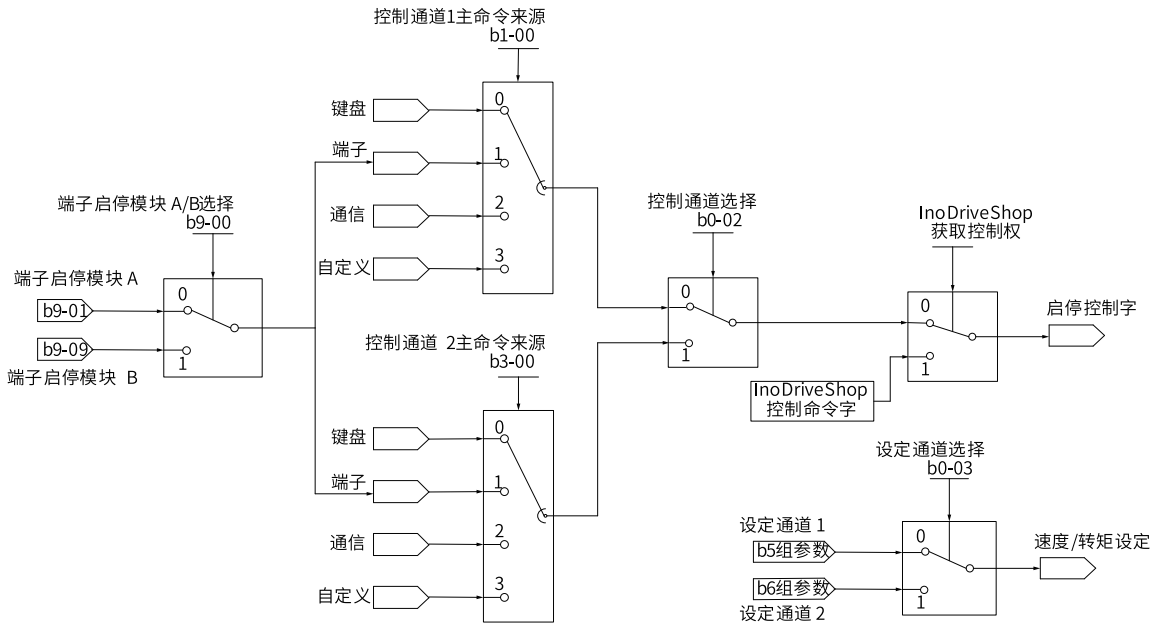 控制通道1主命令来源
b1-00
键盘
0
端子
1
通信
2
自定义
3
端子启停模块 A/B选择
b9-00
端子启停模块 A
b9-01
0
b9-09
1
端子启停模块 B
控制通道 2主命令来源
b3-00
键盘
0
端子
1
通信
2
自定义
3
控制通道选择
b0-02
0
1
InoDriveShop
获取控制权
0
1
启停控制字
InoDriveShop
控制命令字
设定通道选择
b0-03
设定通道 1
b5组参数
0
b6组参数
1
设定通道 2
速度/转矩设定